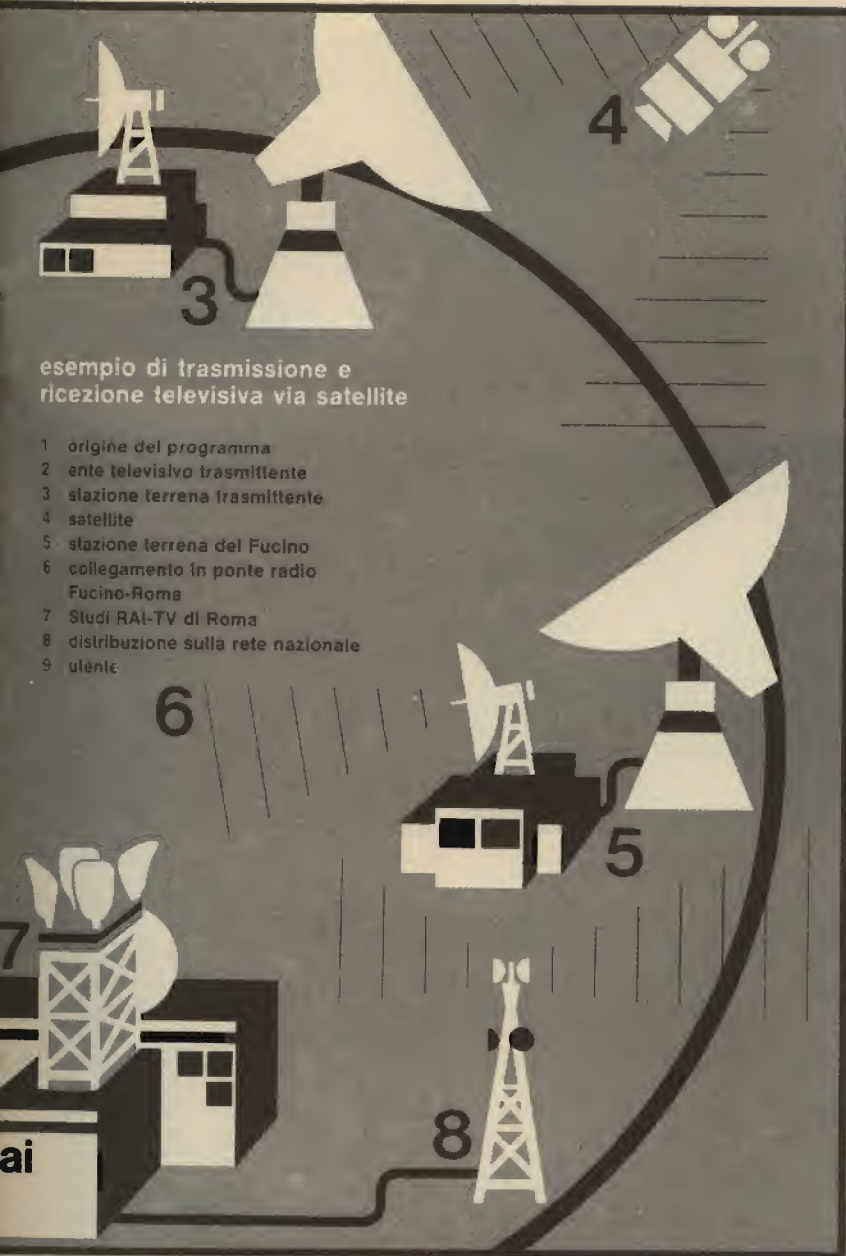 4
3
esempio di trasmissione e
ricezione televisiva via satellite
1 origine del programma
2 ente televisivo trasmittente
3 stazione terrena trasmittente
4 satellite
5 stazione terrena del Fucino
6 collegamento in ponte radio
Fucino-Roma
7 Studi RAI-TV di Roma
8 distribuzione sulla rete nazionale
9 utente
6
5
7
8
ai